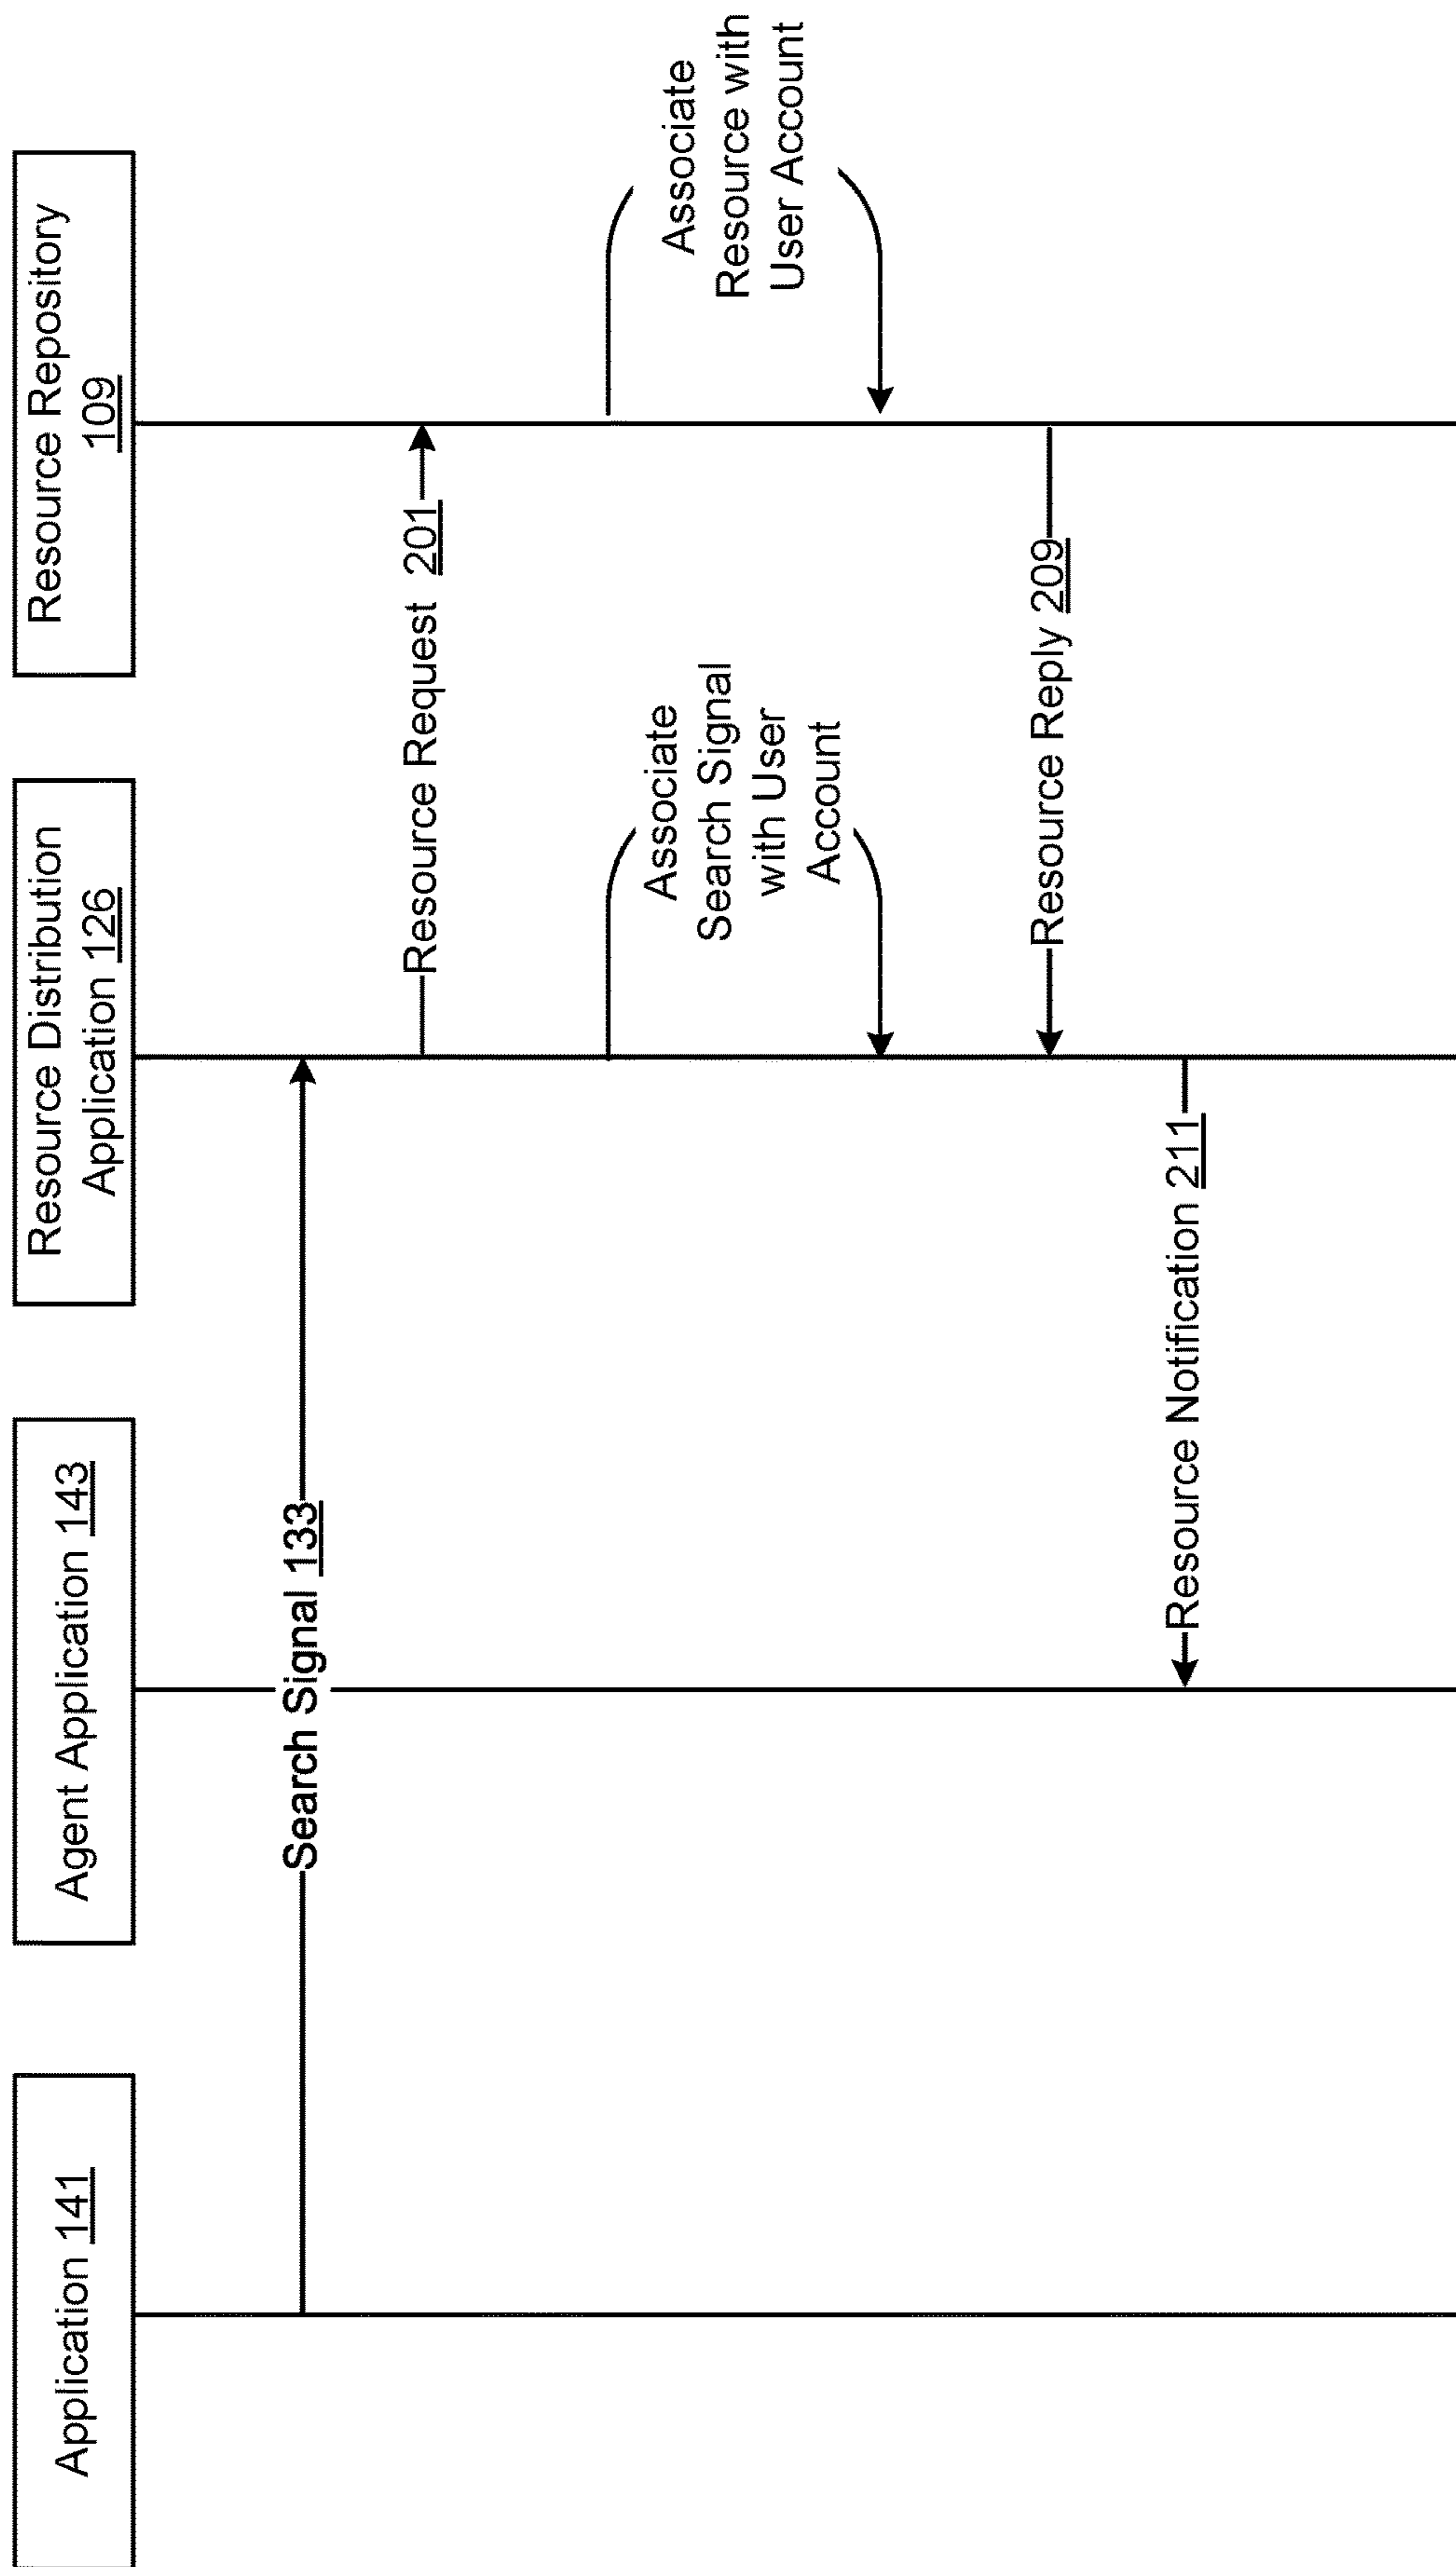 Application 141
Agent Application 143
Resource Distribution
Application 126
Resource Repository
109
Search Signal 133
Resource Request 201
Associate
Search Signal
with User
Account
Associate
Resource with
User Account
Resource Reply 209
Resource Notification 211